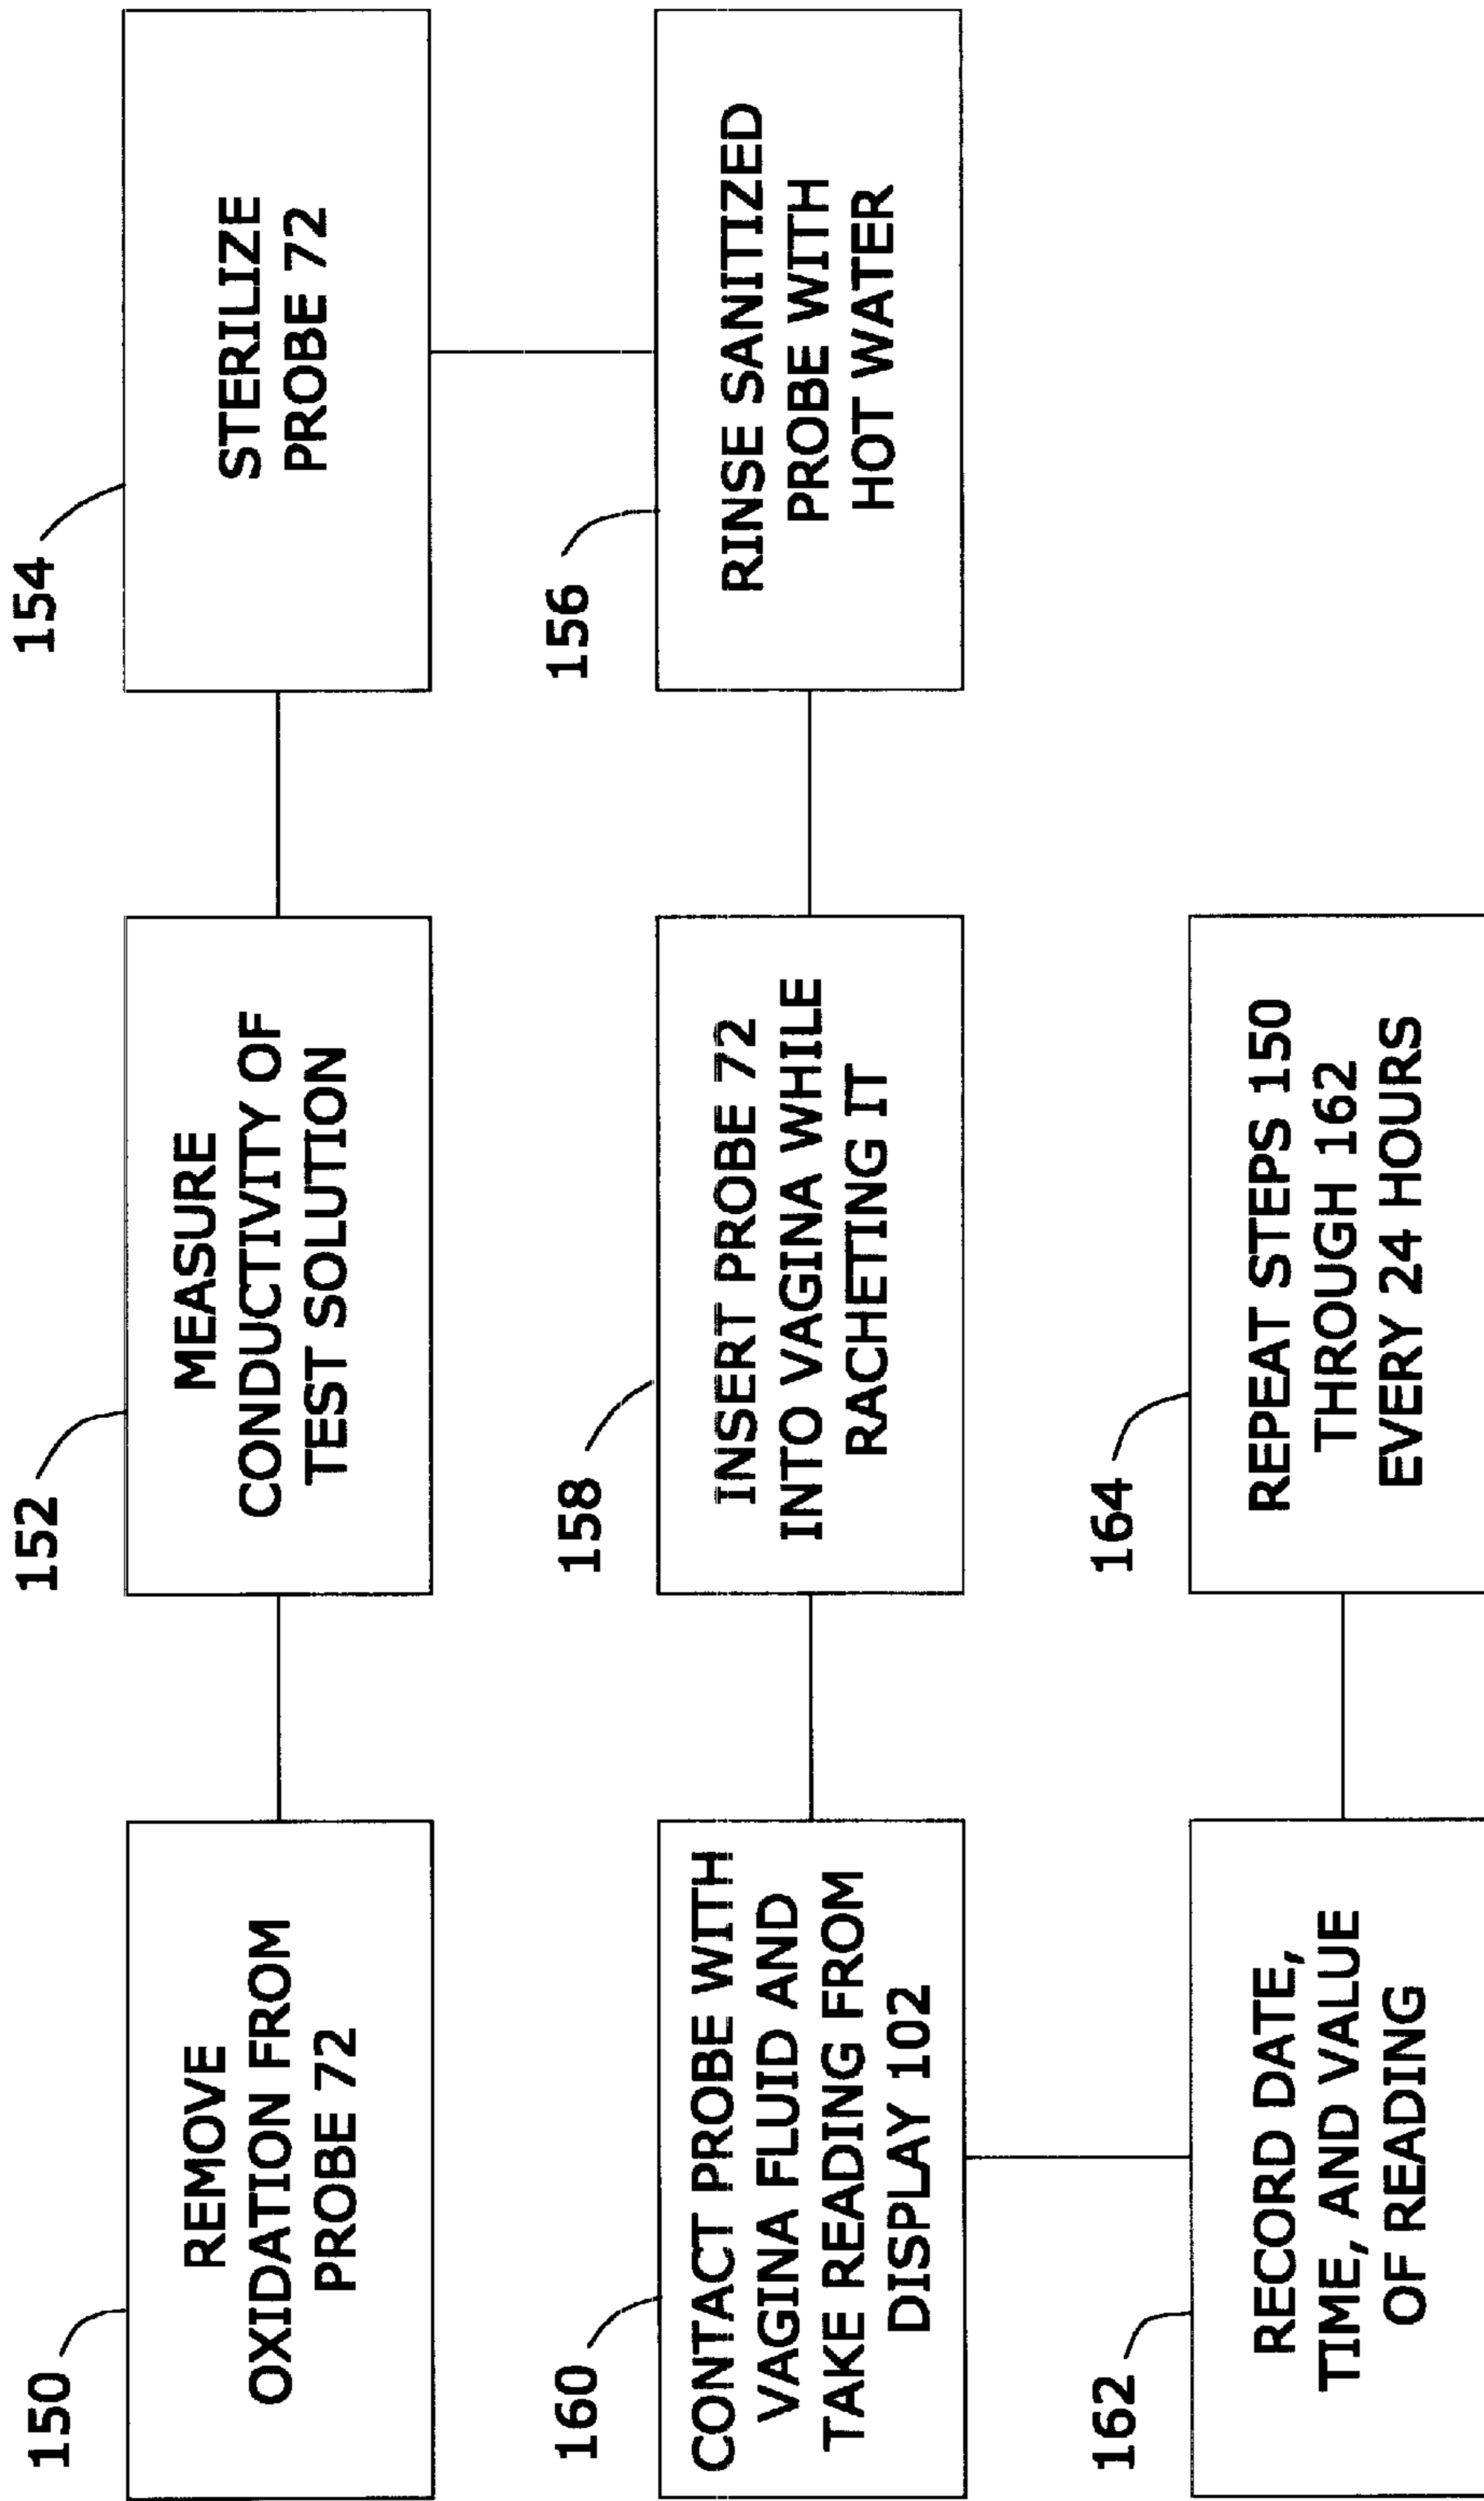 150
REMOVE
OXIDATION FROM
PROBE 72
152
MEASURE
CONDUCTIVITY OF
TEST SOLUTION
154
STERILIZE
PROBE 72
156
RINSE SANITIZED
PROBE WITH
HOT WATER
158
INSERT PROBE 72
INTO VAGINA WHILE
RACHETING IT
160
CONTACT PROBE WITH
VAGINA FLUID AND
TAKE READING FROM
DISPLAY 102
162
RECORD DATE,
TIME, AND VALUE
OF READING
164
REPEAT STEPS 150
THROUGH 162
EVERY 24 HOURS